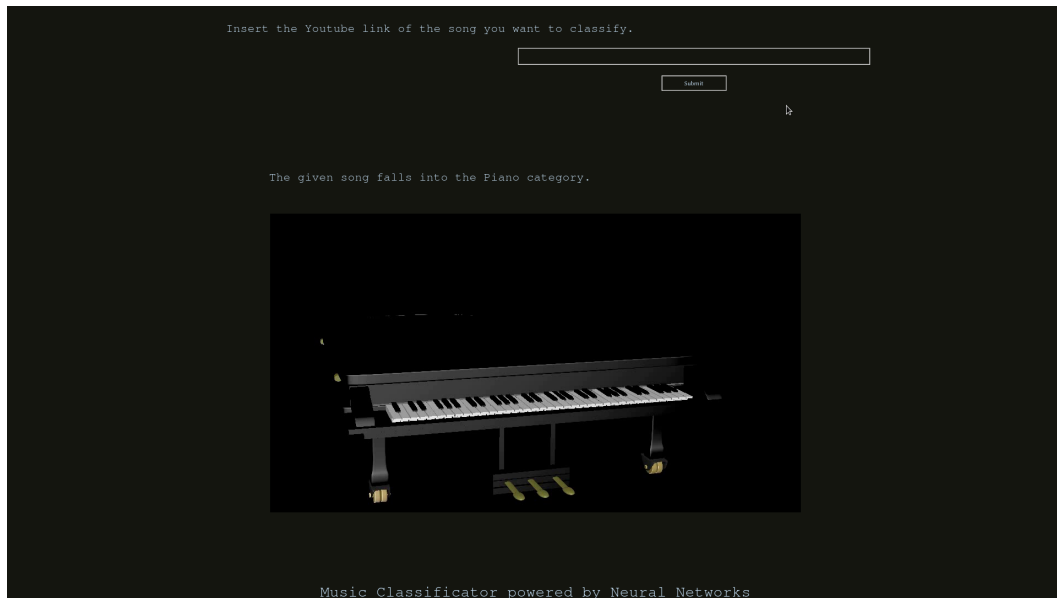 Insert the Youtube link of the song you want to classify.
Submit
The given song falls into the Piano category.
Music Classificator powered by Neural Networks